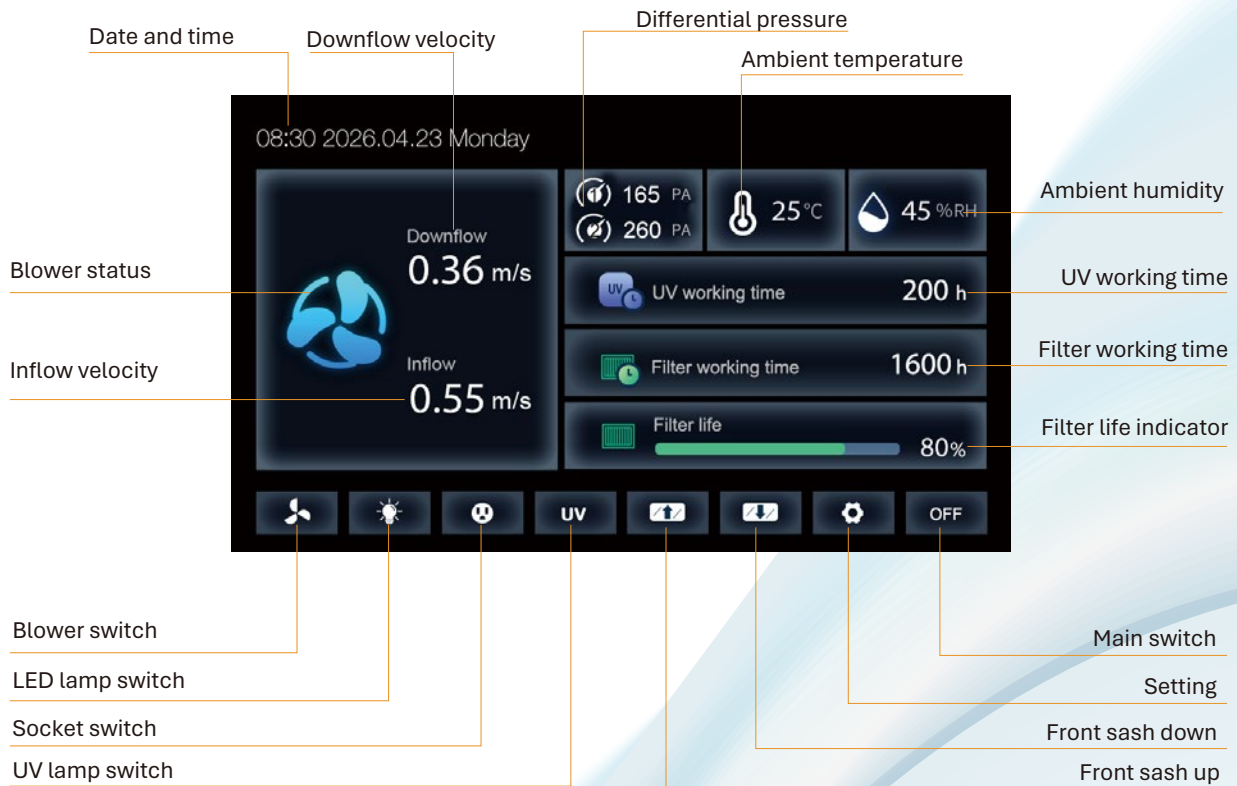 Differential pressure
Date and time
Downflow velocity
Ambient temperature
08:30 2026.04.23 Monday
1 165 PA
2 260 PA
25°C
45 %RH
Ambient humidity
Downflow
0.36 m/s
Blower status
UV
UV working time
200 h
UV working time
Inflow
0.55 m/s
Inflow velocity
Filter working time
1600 h
Filter working time
Filter life
80%
Filter life indicator
UV
OFF
Blower switch
Main switch
LED lamp switch
Setting
Socket switch
Front sash down
UV lamp switch
Front sash up